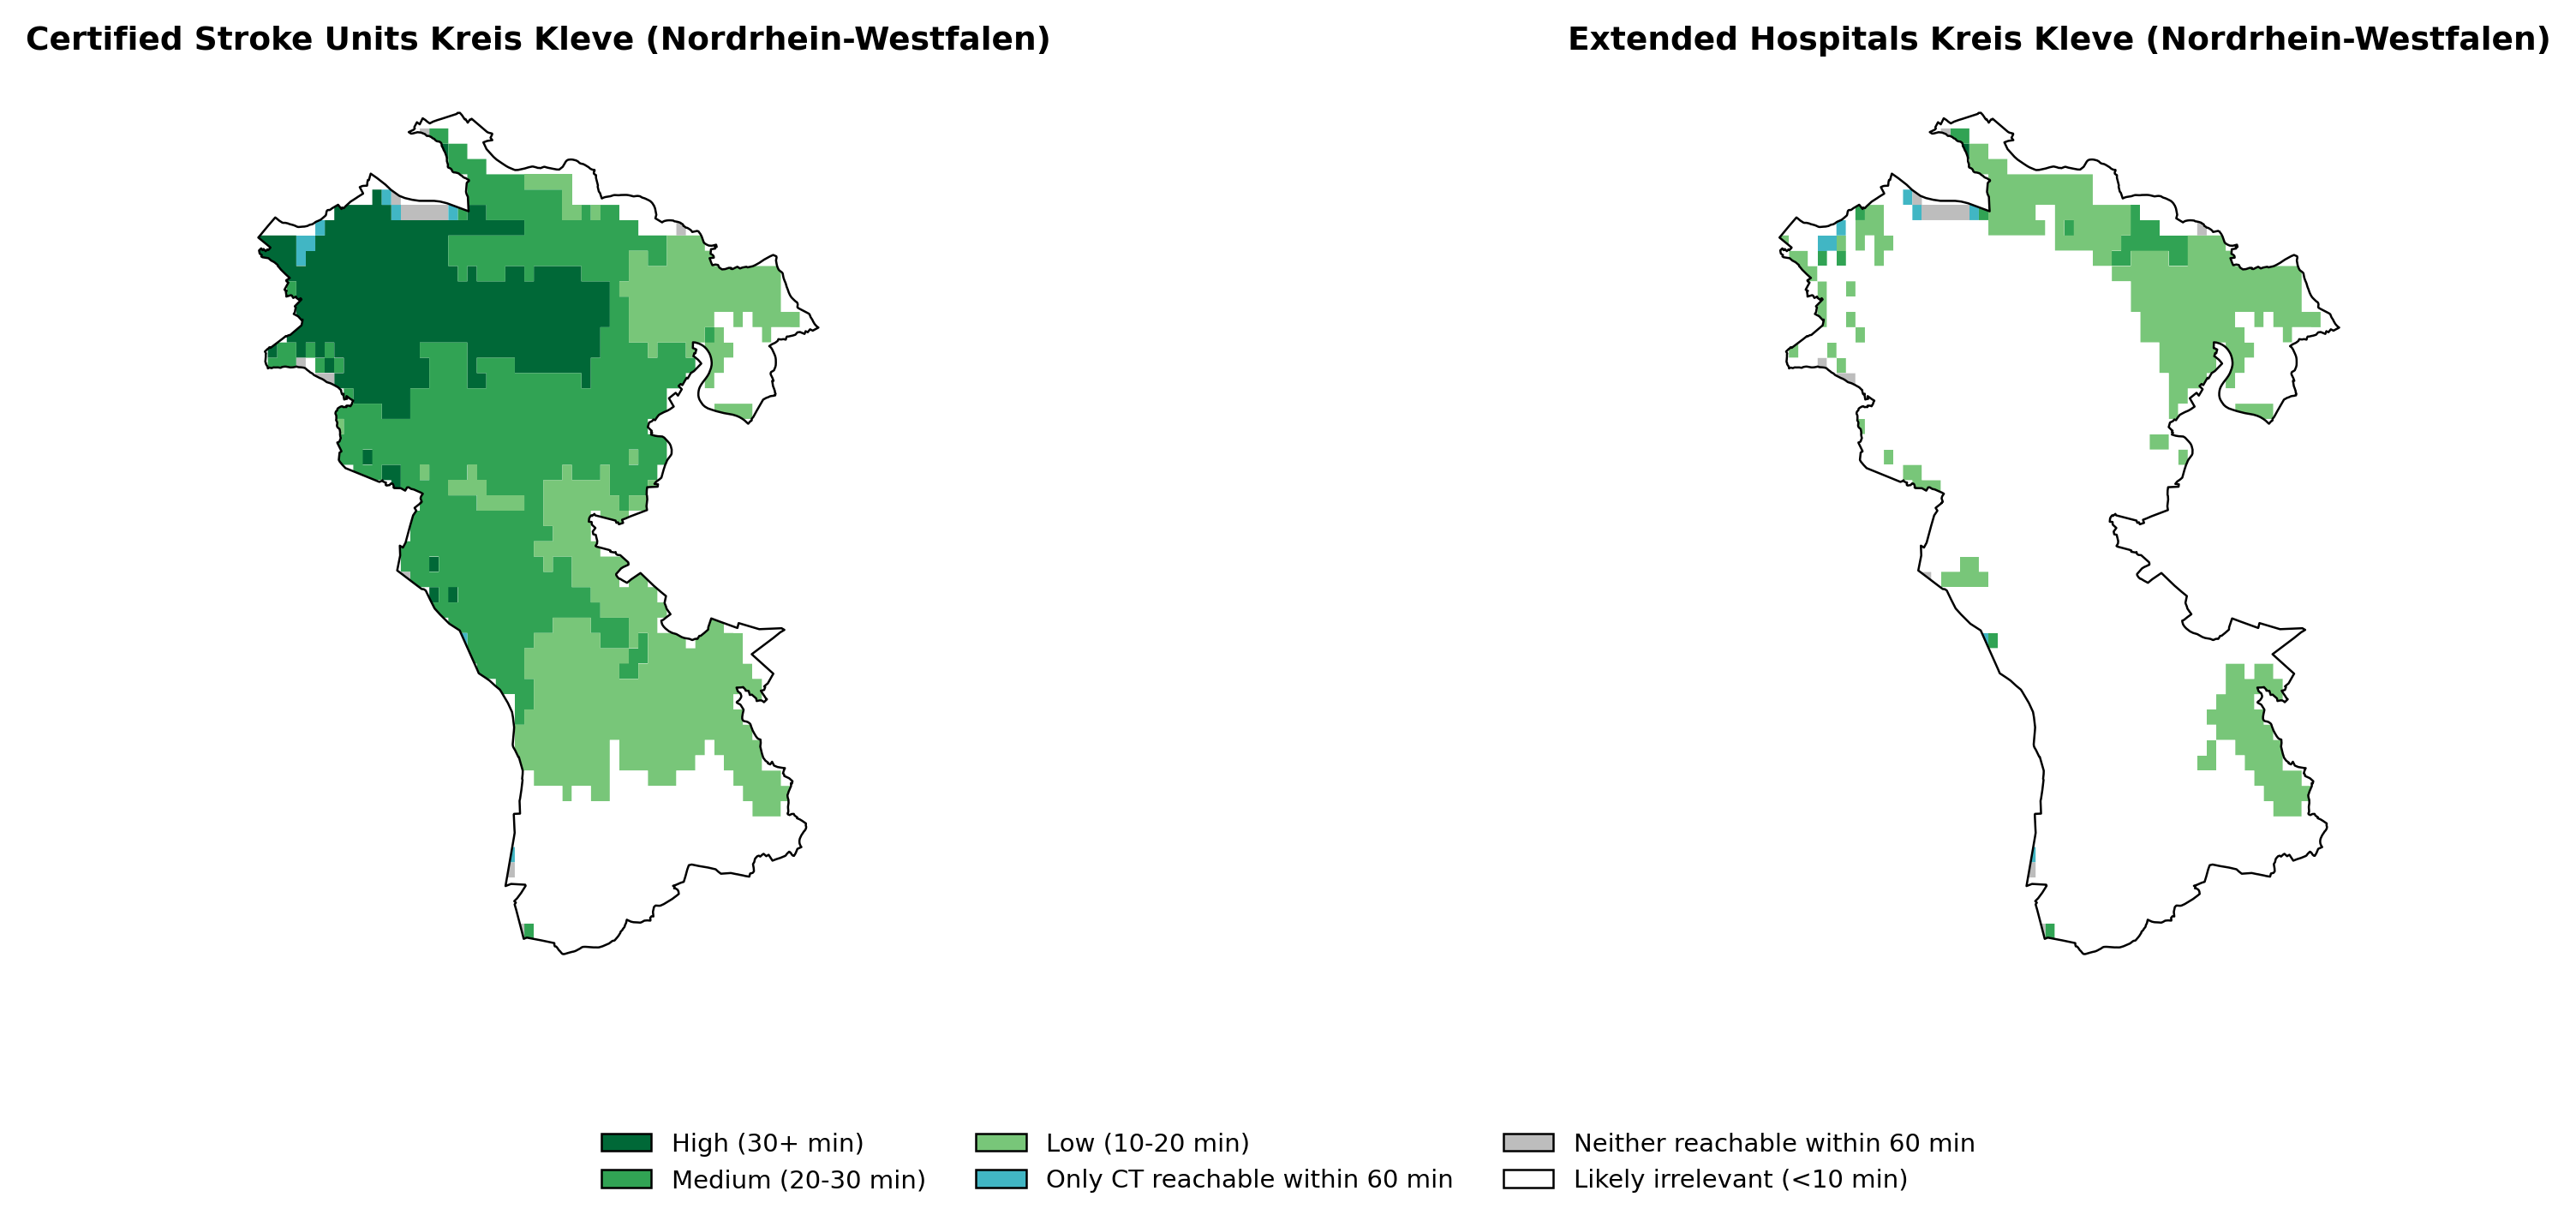 Certified Stroke Units Kreis Kleve (Nordrhein-Westfalen)
Extended Hospitals Kreis Kleve (Nordrhein-Westfalen)
High (30+ min)
Medium (20-30 min)
Low (10-20 min)
Only CT reachable within 60 min
Neither reachable within 60 min
Likely irrelevant (<10 min)